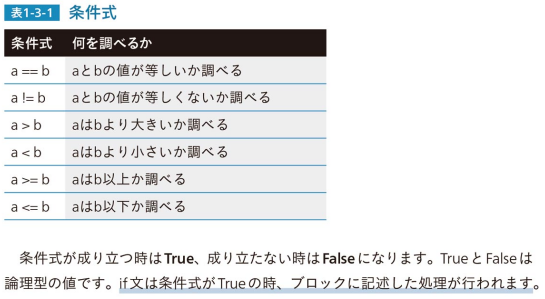 表1-3-1 条件式
条件式 何を調べるか
a == b aとbの値が等しいか調べる
a != b aとbの値が等しくないか調べる
a > b aはbより大きいか調べる
a < b aはbより小さいか調べる
a >= b aはb以上か調べる
a <= b aはb以下か調べる
条件式が成り立つ時はTrue、成り立たない時はFalseになります。TrueとFalseは
論理型の値です。if文は条件式がTrueの時、ブロックに記述した処理が行われます。